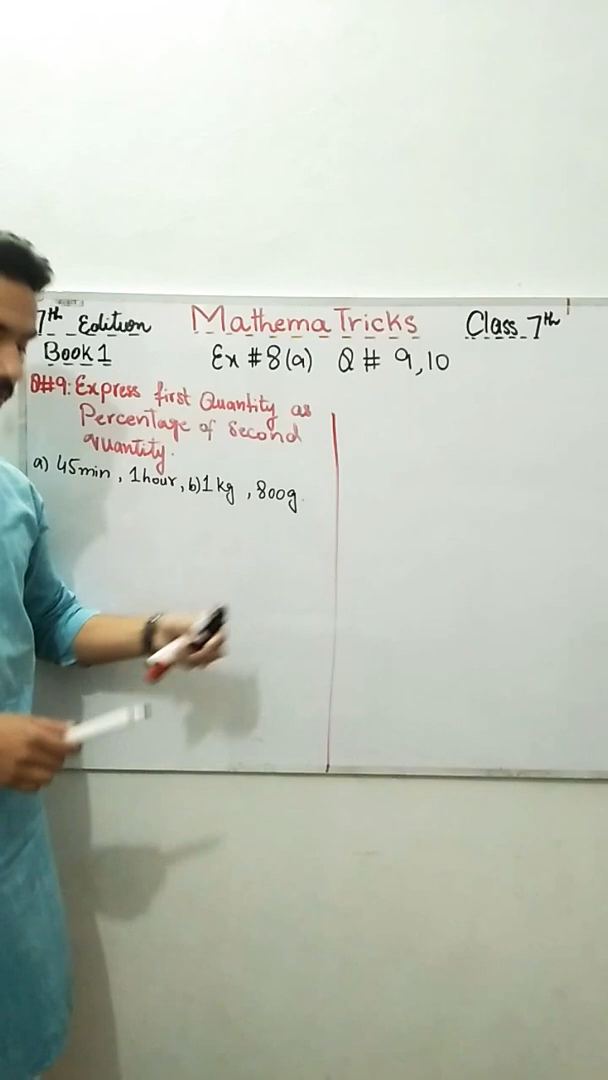 7th Edition MathemaTricks Class 7th
Book 1 Ex # 8(a) Q # 9,10
Q#9: Express first Quantity as
Percentage of Second
quantity.
a) 45min , 1hour, b)1kg , 800g.